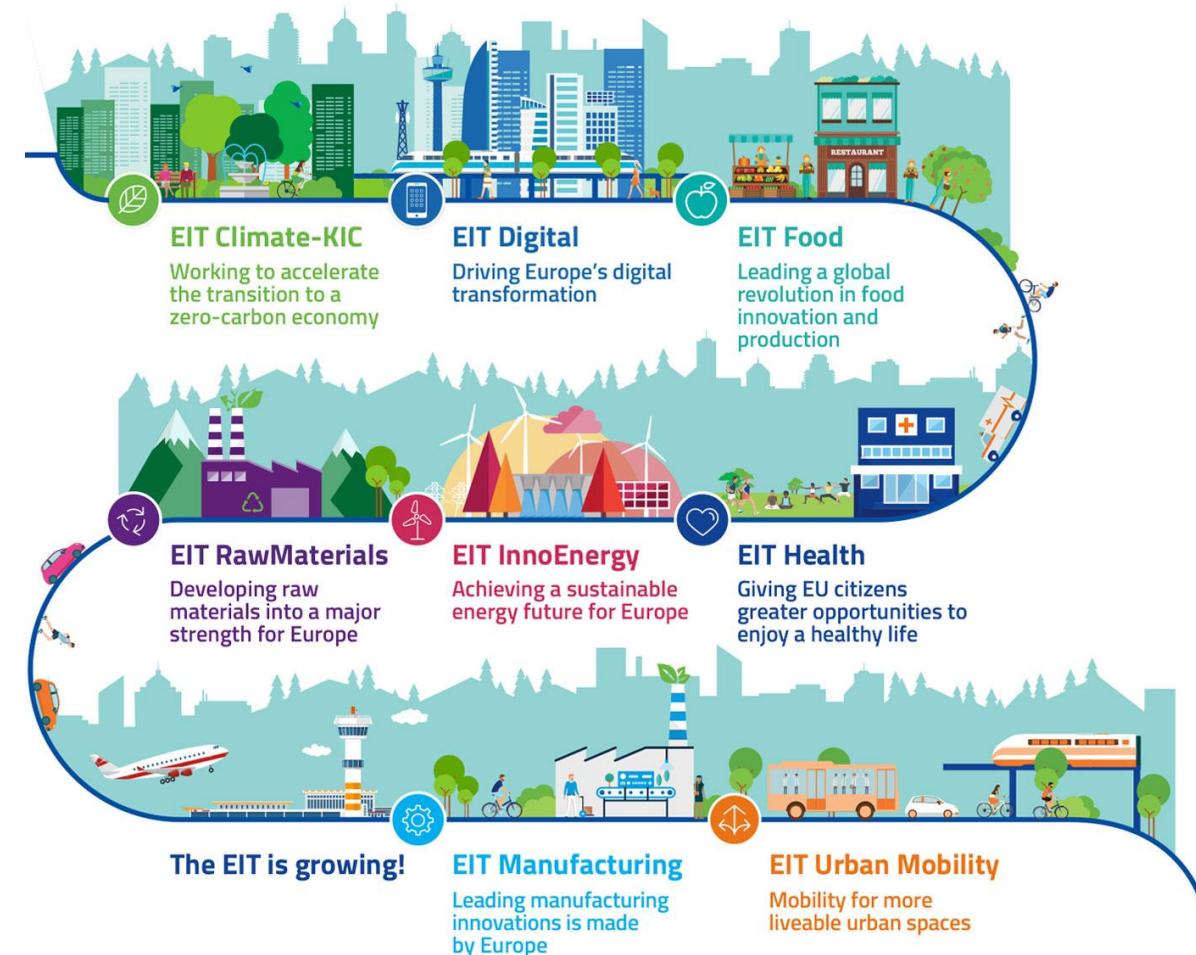 RESTAURANT
EIT Climate-KIC
Working to accelerate
the transition to a
zero-carbon economy
EIT Digital
Driving Europe's digital
transformation
EIT Food
Leading a global
revolution in food
innovation and
production
EIT RawMaterials
Developing raw
materials into a major
strength for Europe
EIT InnoEnergy
Achieving a sustainable
energy future for Europe
EIT Health
Giving EU citizens
greater opportunities to
enjoy a healthy life
The EIT is growing!
EIT Manufacturing
Leading manufacturing
innovations is made
by Europe
EIT Urban Mobility
Mobility for more
liveable urban spaces